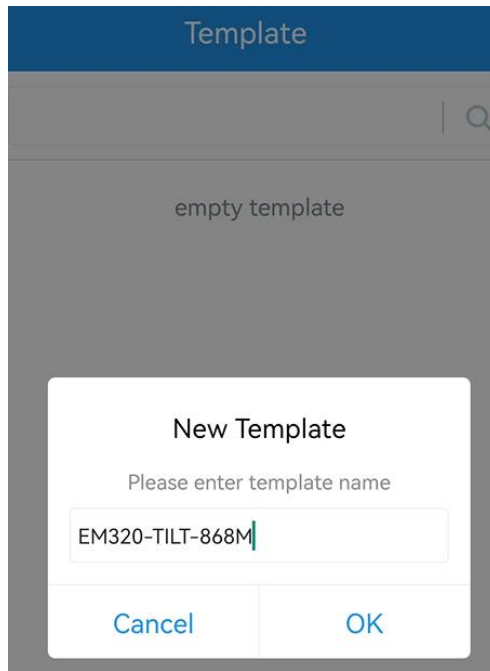 Template
empty template
New Template
Please enter template name
EM320-TILT-868M
Cancel
OK